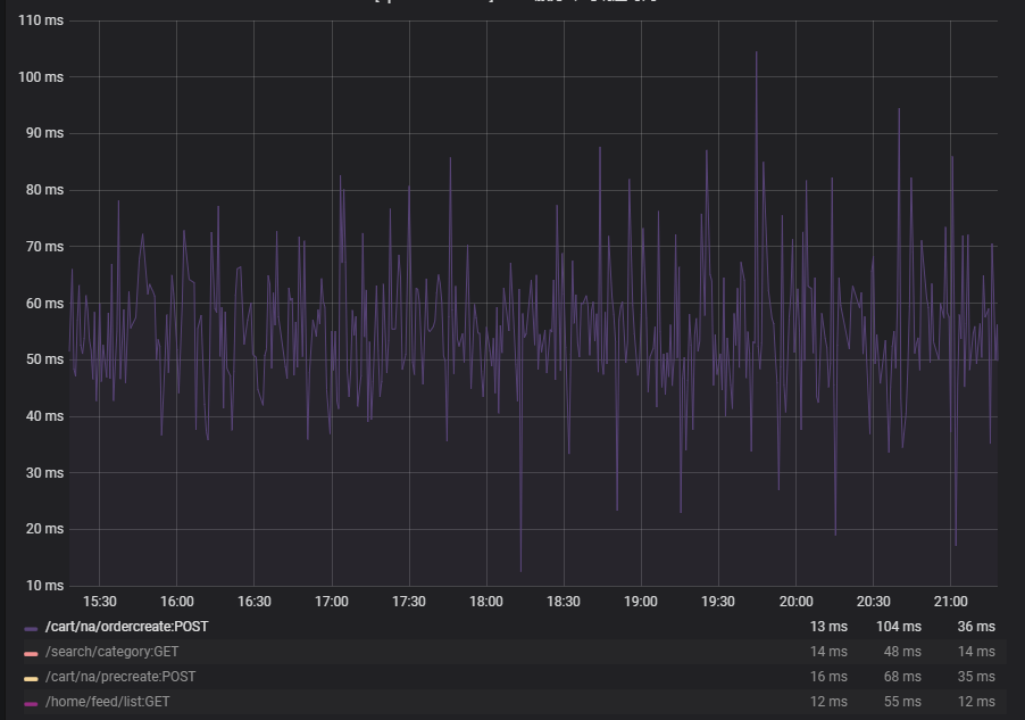 110 ms
100 ms
90 ms
80 ms
70 ms
60 ms
50 ms
40 ms
30 ms
20 ms
10 ms
15:30 16:00 16:30 17:00 17:30 18:00 18:30 19:00 19:30 20:00 20:30 21:00
/cart/na/ordercreate:POST 13 ms 104 ms 36 ms
/search/category:GET 14 ms 48 ms 14 ms
/cart/na/precreate:POST 16 ms 68 ms 35 ms
/home/feed/list:GET 12 ms 55 ms 12 ms